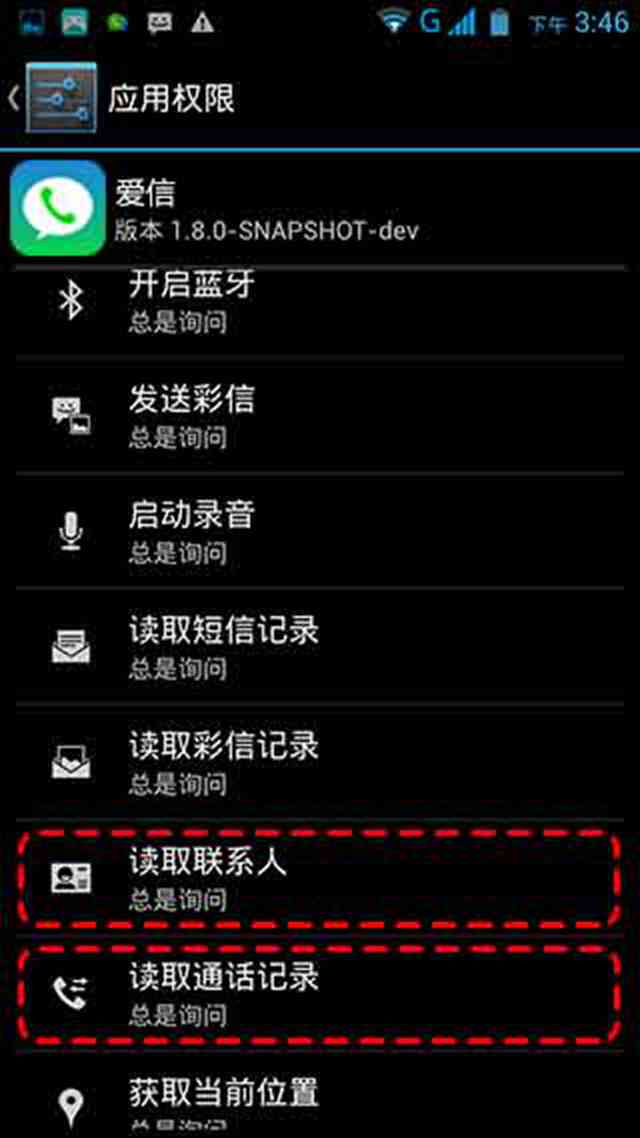 G 下午 3:46
应用权限
爱信
版本 1.8.0-SNAPSHOT-dev
开启蓝牙
总是询问
发送彩信
总是询问
启动录音
总是询问
读取短信记录
总是询问
读取彩信记录
总是询问
读取联系人
总是询问
读取通话记录
总是询问
获取当前位置
总是询问